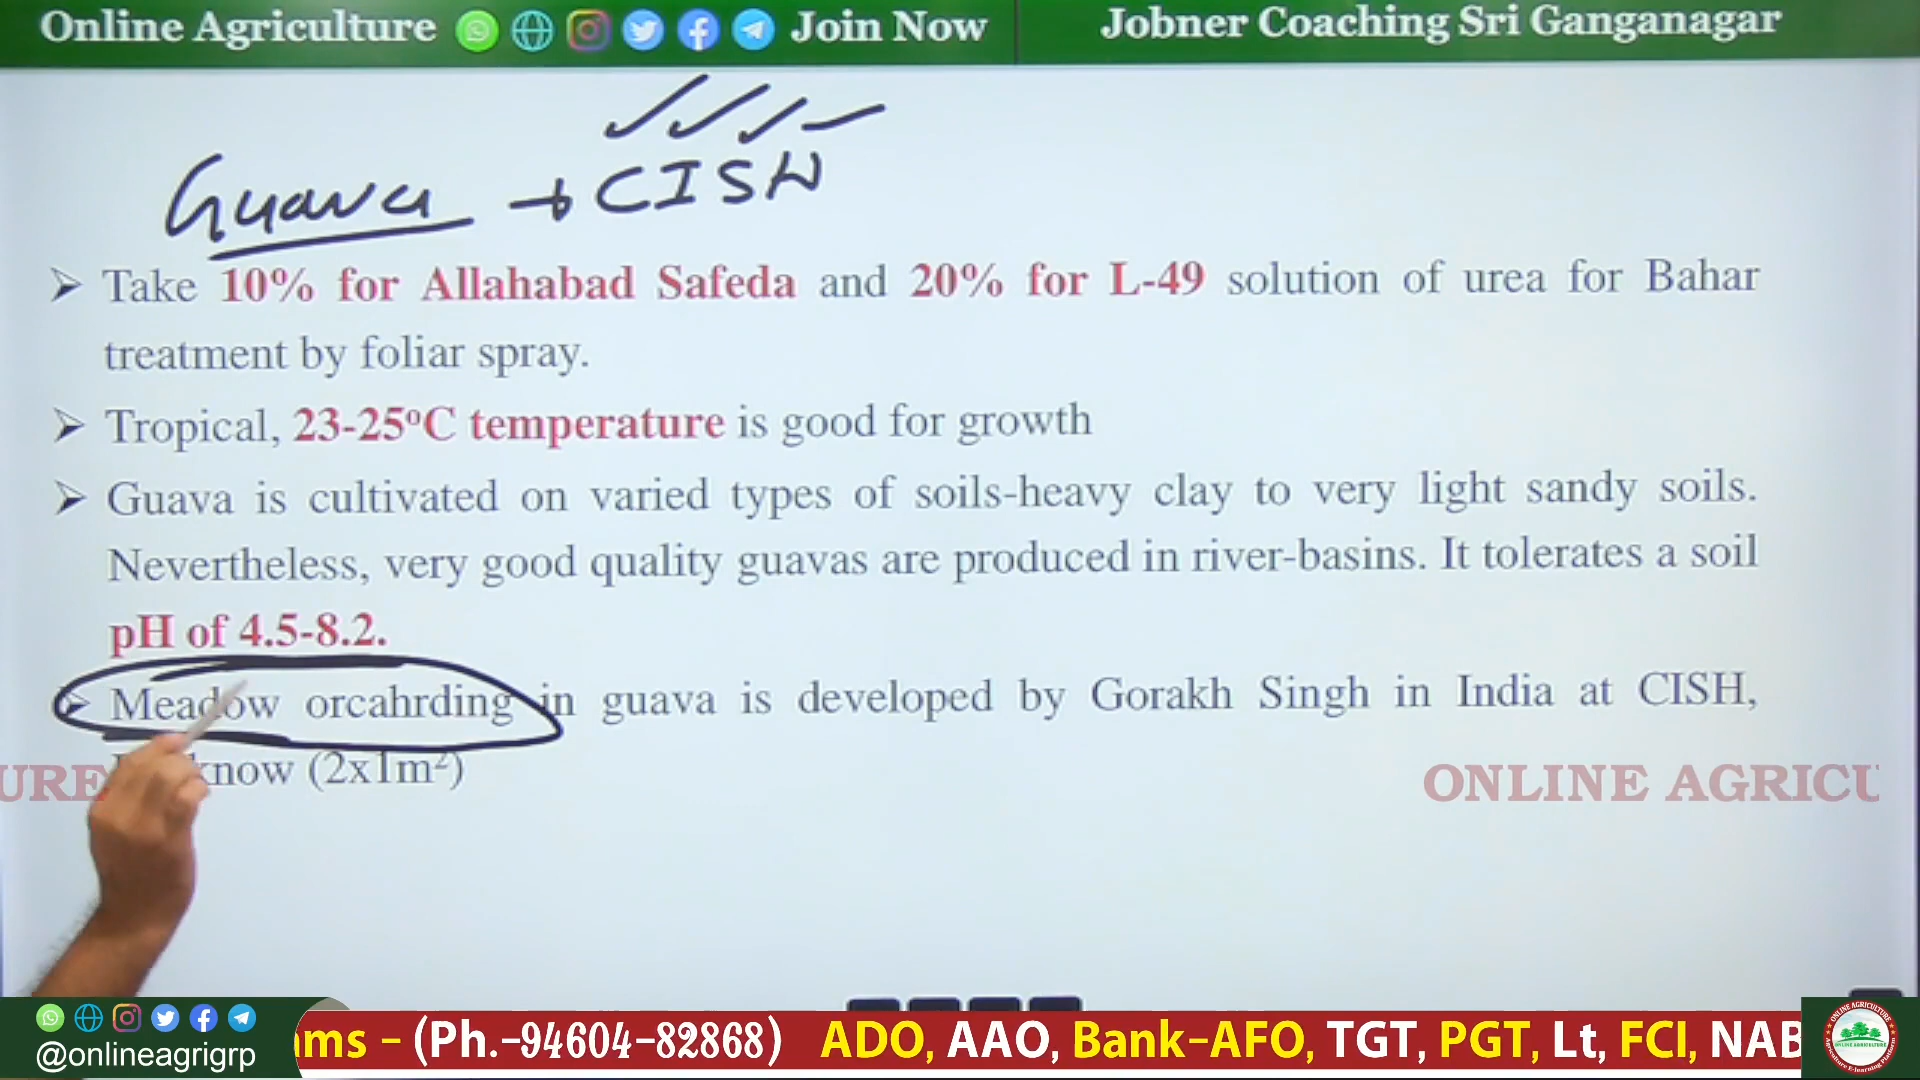 Online Agriculture Join Now Jobner Coaching Sri Ganganagar
Guava → CISH
Take 10% for Allahabad Safeda and 20% for L-49 solution of urea for Bahar
treatment by foliar spray.
Tropical, 23-25°C temperature is good for growth
Guava is cultivated on varied types of soils-heavy clay to very light sandy soils.
Nevertheless, very good quality guavas are produced in river-basins. It tolerates a soil
pH of 4.5-8.2.
Meadow orcahrding in guava is developed by Gorakh Singh in India at CISH,
know (2x1m²)
URE ONLINE AGRICU
@onlineagrigrp
ms - (Ph.-94604-82868) ADO, AAO, Bank-AFO, TGT, PGT, Lt, FCI, NAB
ONLINE AGRICULTURE